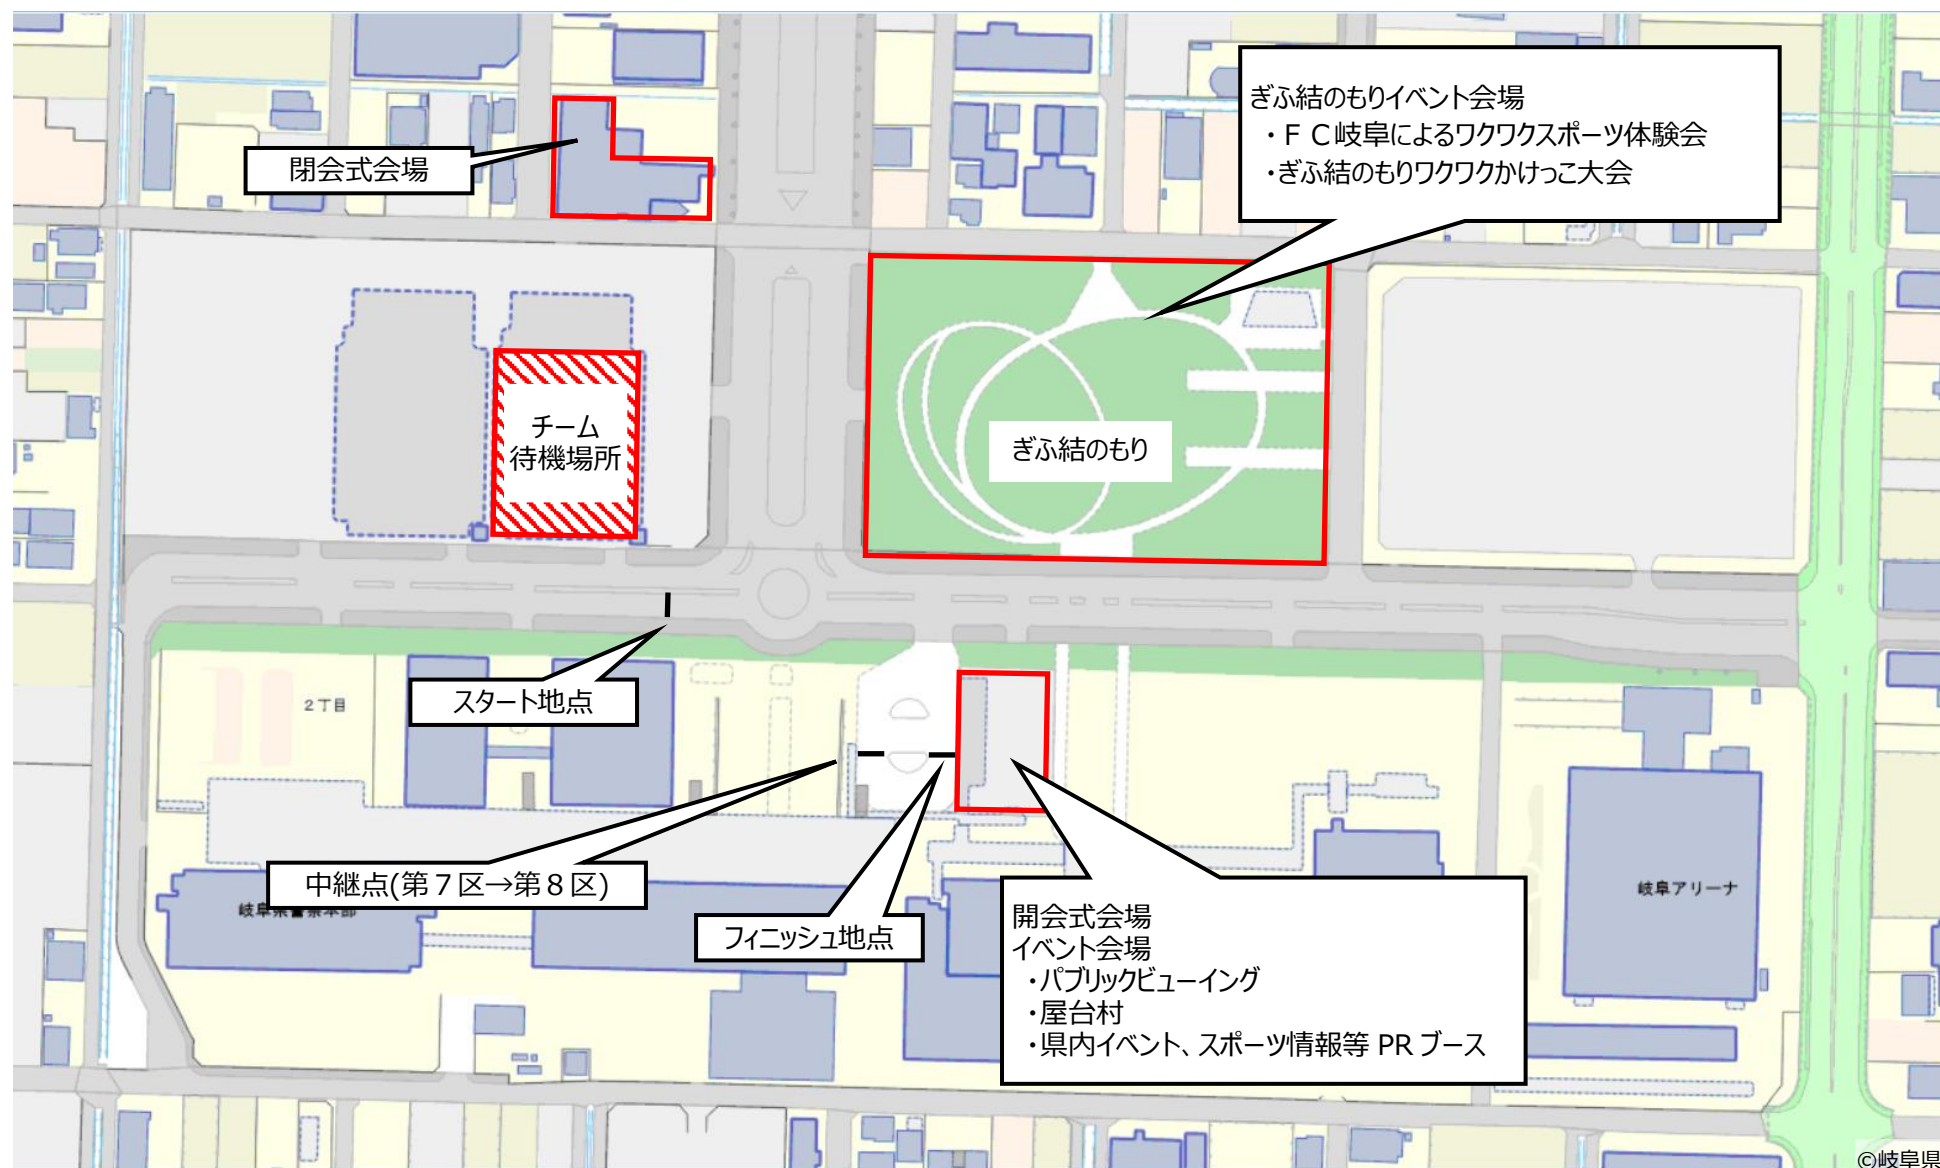 ぎふ結のもりイベント会場
・ＦＣ岐阜によるワクワクスポーツ体験会
・ぎふ結のもりワクワクかけっこ大会
閉会式会場
チーム
待機場所
ぎふ結のもり
スタート地点
２丁目
中継点(第７区→第８区)
岐阜県警察本部
フィニッシュ地点
開会式会場
イベント会場
・パブリックビューイング
・屋台村
・県内イベント、スポーツ情報等 PR ブース
岐阜アリーナ
©岐阜県